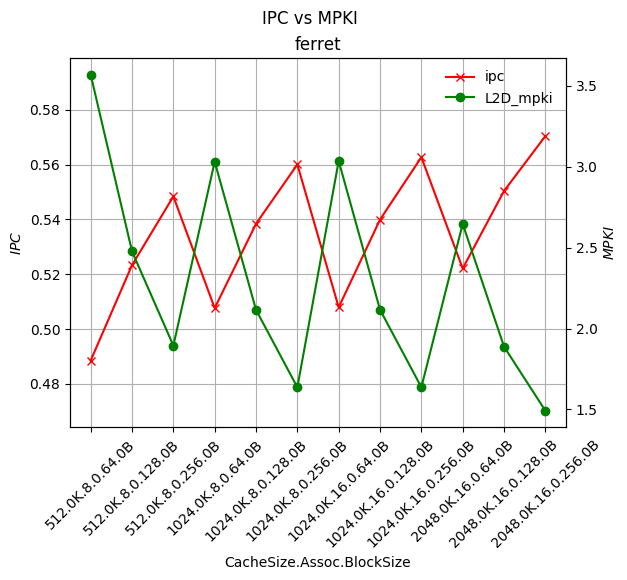 IPC vs MPKI
ferret
ipc
L2D_mpki
0.58
0.56
0.54
0.52
0.50
0.48
IPC
3.5
3.0
2.5
2.0
1.5
MPKI
512.0K.8.0.64.0B
512.0K.8.0.128.0B
512.0K.8.0.256.0B
1024.0K.8.0.64.0B
1024.0K.8.0.128.0B
1024.0K.8.0.256.0B
1024.0K.16.0.64.0B
1024.0K.16.0.128.0B
1024.0K.16.0.256.0B
2048.0K.16.0.64.0B
2048.0K.16.0.128.0B
2048.0K.16.0.256.0B
CacheSize.Assoc.BlockSize